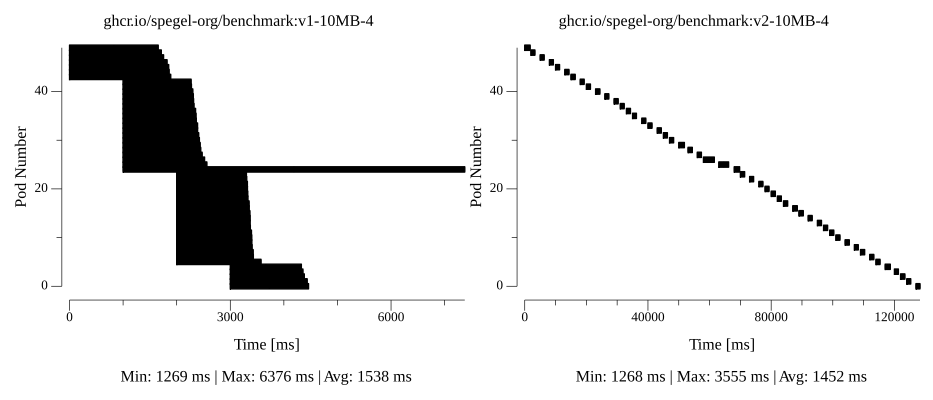 ghcr.io/spegel-org/benchmark:v1-10MB-4
40
20
0
Pod Number
0 3000 6000
Time [ms]
Min: 1269 ms | Max: 6376 ms | Avg: 1538 ms
ghcr.io/spegel-org/benchmark:v2-10MB-4
40
20
0
Pod Number
0 40000 80000 120000
Time [ms]
Min: 1268 ms | Max: 3555 ms | Avg: 1452 ms